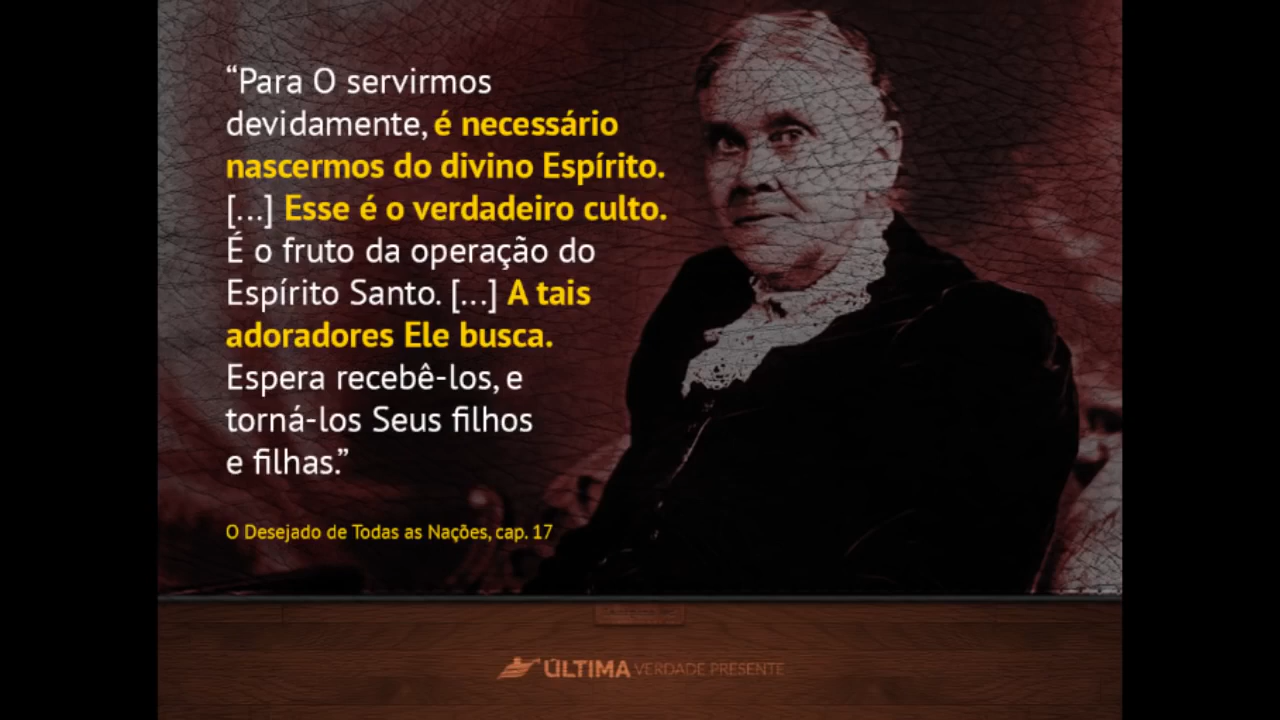 “Para O servirmos
devidamente, é necessário
nascermos do divino Espírito.
[...] Esse é o verdadeiro culto.
É o fruto da operação do
Espírito Santo. [...] A tais
adoradores Ele busca.
Espera recebê-los, e
torná-los Seus filhos
e filhas.”
O Desejado de Todas as Nações, cap. 17
ÚLTIMA VERDADE PRESENTE